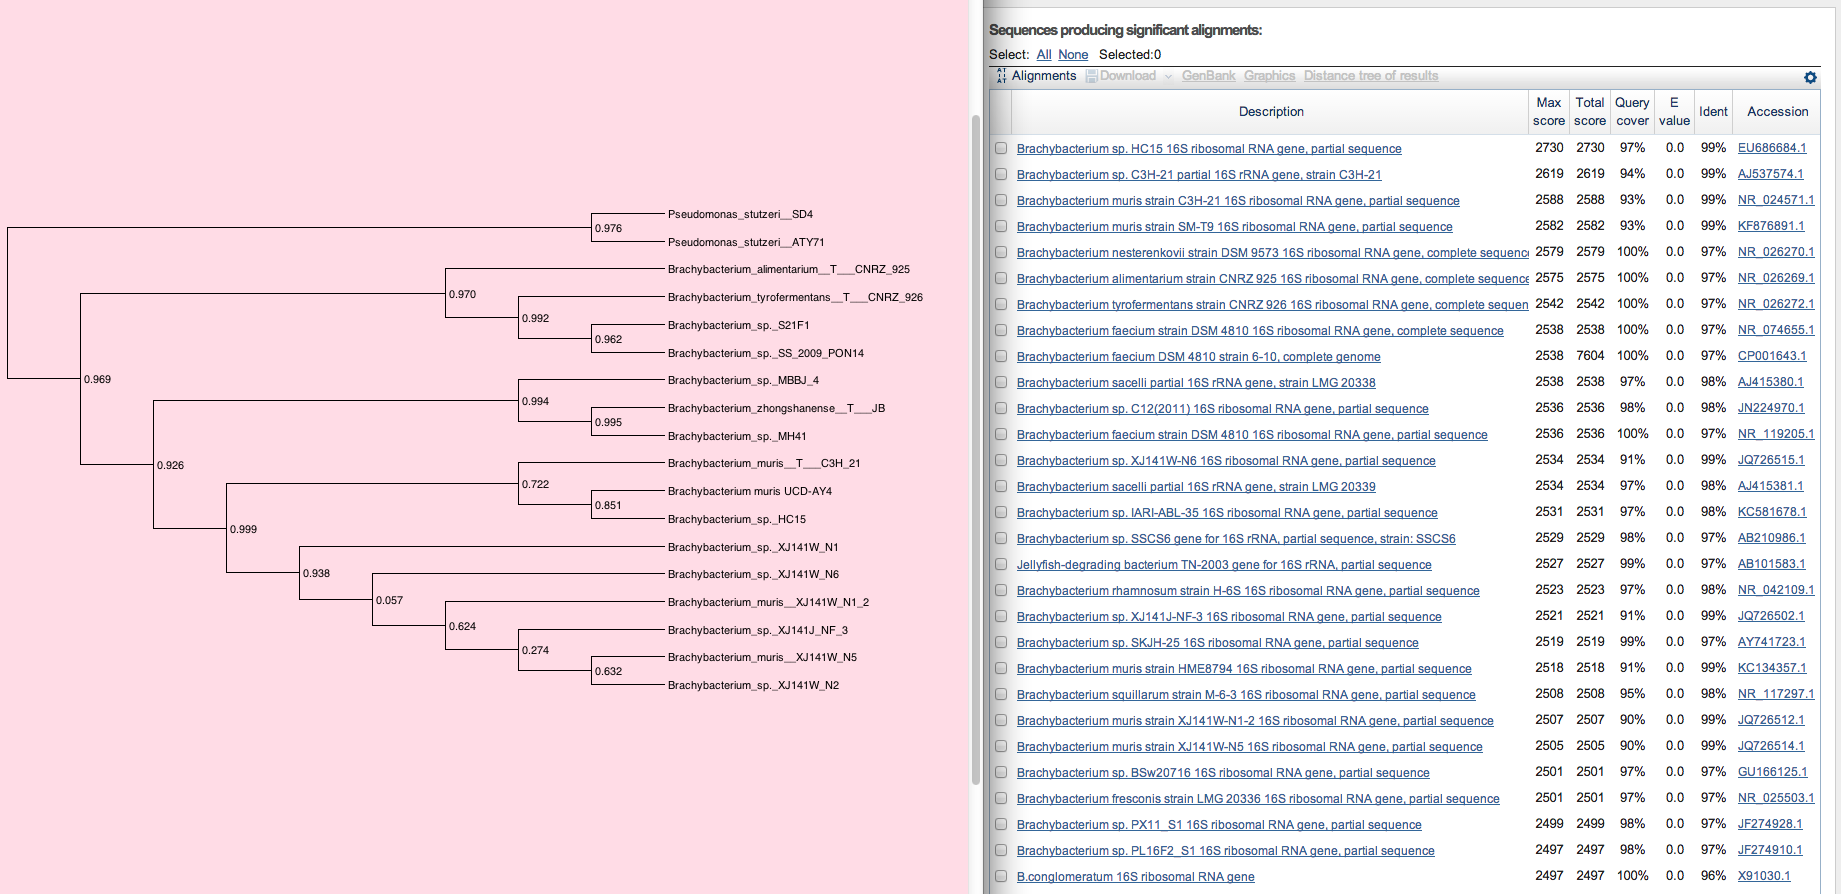 Pseudomonas_stutzeri__SD4
0.976
Pseudomonas_stutzeri__ATY71
Brachybacterium_alimentarium__T___CNRZ_925
0.970
Brachybacterium_tyrofermentans__T___CNRZ_926
0.992
Brachybacterium_sp._S21F1
0.962
Brachybacterium_sp._SS_2009_PON14
0.969
Brachybacterium_sp._MBBJ_4
0.994
Brachybacterium_zhongshanense__T___JB
0.995
Brachybacterium_sp._MH41
0.926
Brachybacterium_muris__T___C3H_21
0.722
Brachybacterium muris UCD-AY4
0.851
Brachybacterium_sp._HC15
0.999
Brachybacterium_sp._XJ141W_N1
0.938
Brachybacterium_sp._XJ141W_N6
0.057
Brachybacterium_muris__XJ141W_N1_2
0.624
Brachybacterium_sp._XJ141J_NF_3
0.274
Brachybacterium_muris__XJ141W_N5
0.632
Brachybacterium_sp._XJ141W_N2
Sequences producing significant alignments:
Select: All None Selected:0
Alignments Download GenBank Graphics Distance tree of results
Description Max score Total score Query cover E value Ident Accession
Brachybacterium sp. HC15 16S ribosomal RNA gene, partial sequence 2730 2730 97% 0.0 99% EU686684.1
Brachybacterium sp. C3H-21 partial 16S rRNA gene, strain C3H-21 2619 2619 94% 0.0 99% AJ537574.1
Brachybacterium muris strain C3H-21 16S ribosomal RNA gene, partial sequence 2588 2588 93% 0.0 99% NR_024571.1
Brachybacterium muris strain SM-T9 16S ribosomal RNA gene, partial sequence 2582 2582 93% 0.0 99% KF876891.1
Brachybacterium nesterenkovii strain DSM 9573 16S ribosomal RNA gene, complete sequence 2579 2579 100% 0.0 97% NR_026270.1
Brachybacterium alimentarium strain CNRZ 925 16S ribosomal RNA gene, complete sequence 2575 2575 100% 0.0 97% NR_026269.1
Brachybacterium tyrofermentans strain CNRZ 926 16S ribosomal RNA gene, complete sequen 2542 2542 100% 0.0 97% NR_026272.1
Brachybacterium faecium strain DSM 4810 16S ribosomal RNA gene, complete sequence 2538 2538 100% 0.0 97% NR_074655.1
Brachybacterium faecium DSM 4810 strain 6-10, complete genome 2538 7604 100% 0.0 97% CP001643.1
Brachybacterium sacelli partial 16S rRNA gene, strain LMG 20338 2538 2538 97% 0.0 98% AJ415380.1
Brachybacterium sp. C12(2011) 16S ribosomal RNA gene, partial sequence 2536 2536 98% 0.0 98% JN224970.1
Brachybacterium faecium strain DSM 4810 16S ribosomal RNA gene, partial sequence 2536 2536 100% 0.0 97% NR_119205.1
Brachybacterium sp. XJ141W-N6 16S ribosomal RNA gene, partial sequence 2534 2534 91% 0.0 99% JQ726515.1
Brachybacterium sacelli partial 16S rRNA gene, strain LMG 20339 2534 2534 97% 0.0 98% AJ415381.1
Brachybacterium sp. IARI-ABL-35 16S ribosomal RNA gene, partial sequence 2531 2531 97% 0.0 98% KC581678.1
Brachybacterium sp. SSCS6 gene for 16S rRNA, partial sequence, strain: SSCS6 2529 2529 98% 0.0 97% AB210986.1
Jellyfish-degrading bacterium TN-2003 gene for 16S rRNA, partial sequence 2527 2527 99% 0.0 97% AB101583.1
Brachybacterium rhamnosum strain H-6S 16S ribosomal RNA gene, partial sequence 2523 2523 97% 0.0 98% NR_042109.1
Brachybacterium sp. XJ141J-NF-3 16S ribosomal RNA gene, partial sequence 2521 2521 91% 0.0 99% JQ726502.1
Brachybacterium sp. SKJH-25 16S ribosomal RNA gene, partial sequence 2519 2519 99% 0.0 97% AY741723.1
Brachybacterium muris strain HME8794 16S ribosomal RNA gene, partial sequence 2518 2518 91% 0.0 99% KC134357.1
Brachybacterium squillarum strain M-6-3 16S ribosomal RNA gene, partial sequence 2508 2508 95% 0.0 98% NR_117297.1
Brachybacterium muris strain XJ141W-N1-2 16S ribosomal RNA gene, partial sequence 2507 2507 90% 0.0 99% JQ726512.1
Brachybacterium muris strain XJ141W-N5 16S ribosomal RNA gene, partial sequence 2505 2505 90% 0.0 99% JQ726514.1
Brachybacterium sp. BSw20716 16S ribosomal RNA gene, partial sequence 2501 2501 97% 0.0 97% GU166125.1
Brachybacterium fresconis strain LMG 20336 16S ribosomal RNA gene, partial sequence 2501 2501 97% 0.0 97% NR_025503.1
Brachybacterium sp. PX11_S1 16S ribosomal RNA gene, partial sequence 2499 2499 98% 0.0 97% JF274928.1
Brachybacterium sp. PL16F2_S1 16S ribosomal RNA gene, partial sequence 2497 2497 98% 0.0 97% JF274910.1
B.conglomeratum 16S ribosomal RNA gene 2497 2497 100% 0.0 96% X91030.1